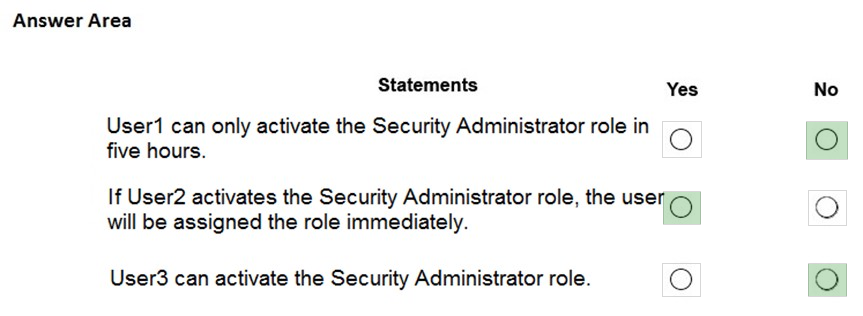 Answer Area
Statements Yes No
User1 can only activate the Security Administrator role in
five hours.
If User2 activates the Security Administrator role, the user
will be assigned the role immediately.
User3 can activate the Security Administrator role.